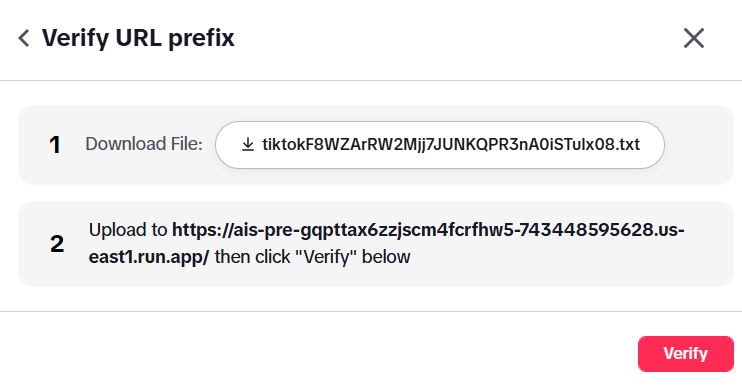 Verify URL prefix
1
Download File:
tiktokF8WZArRW2Mjj7JUNKQPR3nA0iSTulx08.txt
2
Upload to https://ais-pre-gqpttax6zzjscm4fcrfhw5-743448595628.us-
east1.run.app/ then click "Verify" below
Verify